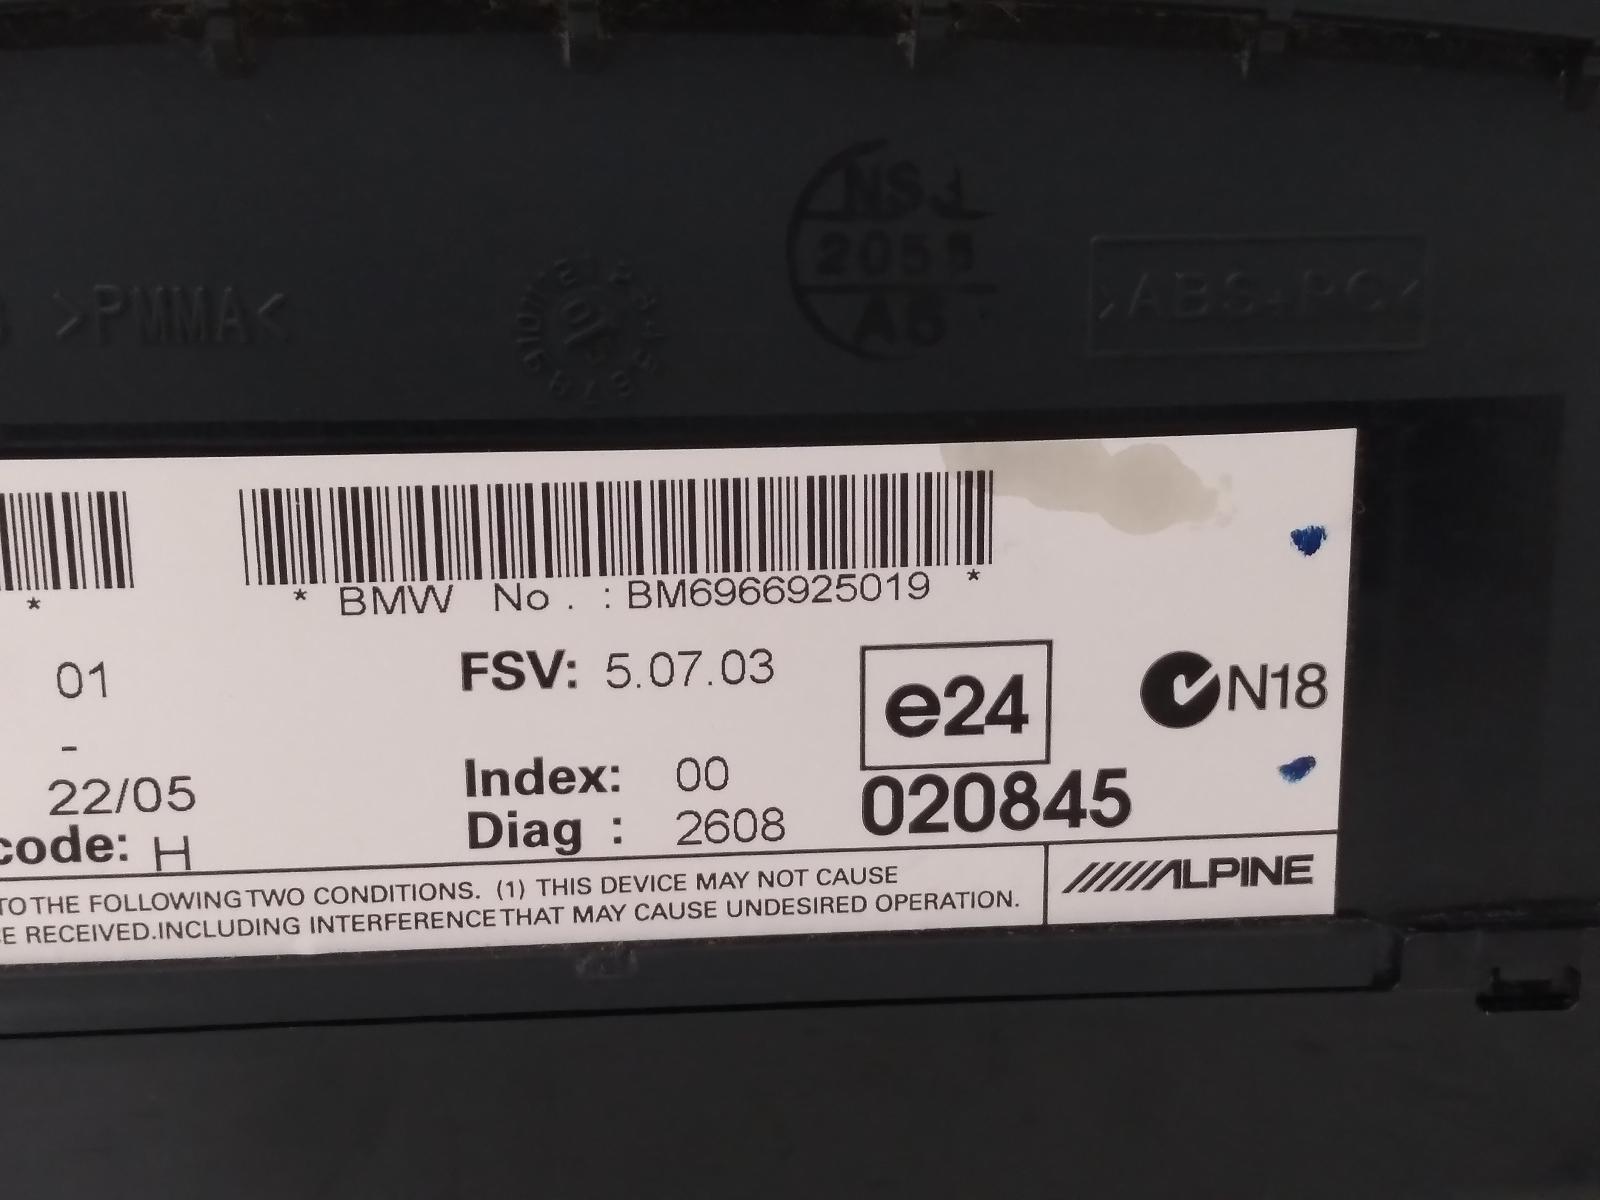 NSJ
2055
A6
>PMMA<
>ABS+PC<
*
* BMW No. : BM6966925019 *
01
FSV: 5.07.03
e24
N18
-
22/05
Index: 00
020845
code: H
Diag : 2608
TO THE FOLLOWING TWO CONDITIONS. (1) THIS DEVICE MAY NOT CAUSE
RECEIVED.INCLUDING INTERFERENCE THAT MAY CAUSE UNDESIRED OPERATION.
ALPINE